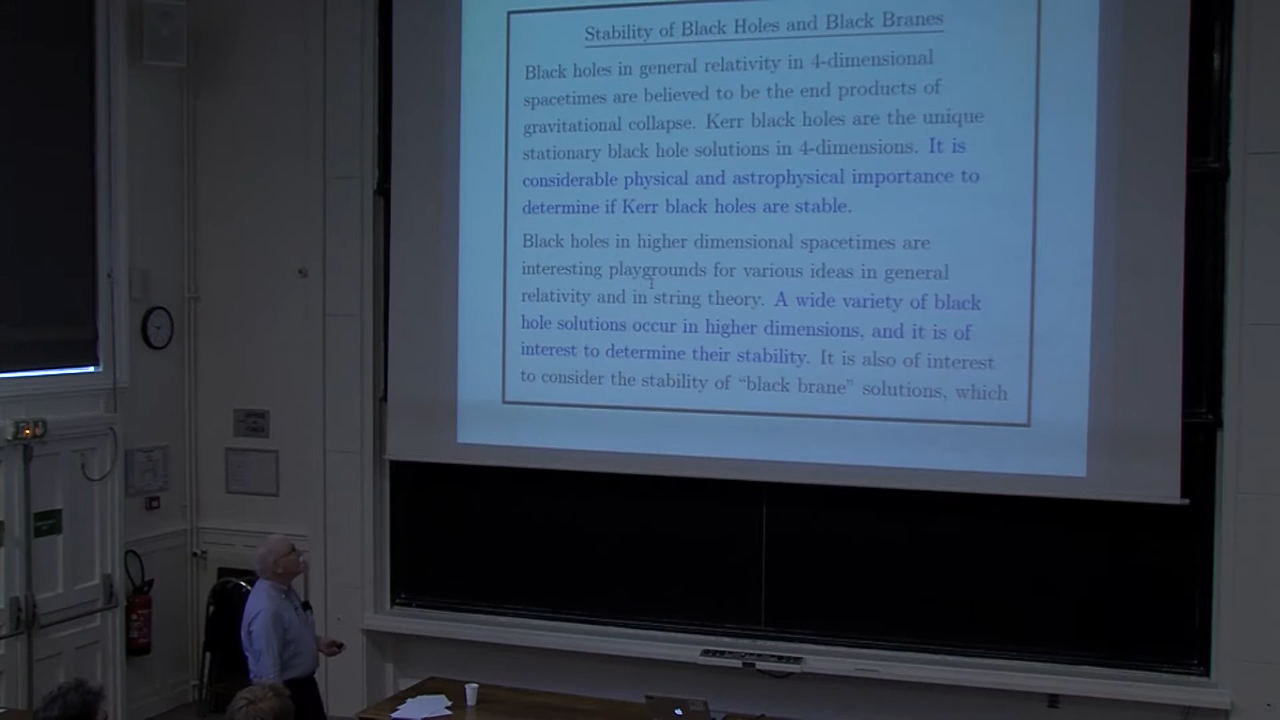 Stability of Black Holes and Black Branes
Black holes in general relativity in 4-dimensional
spacetimes are believed to be the end products of
gravitational collapse. Kerr black holes are the unique
stationary black hole solutions in 4-dimensions. It is
considerable physical and astrophysical importance to
determine if Kerr black holes are stable.
Black holes in higher dimensional spacetimes are
interesting playgrounds for various ideas in general
relativity and in string theory. A wide variety of black
hole solutions occur in higher dimensions, and it is of
interest to determine their stability. It is also of interest
to consider the stability of “black brane” solutions, which